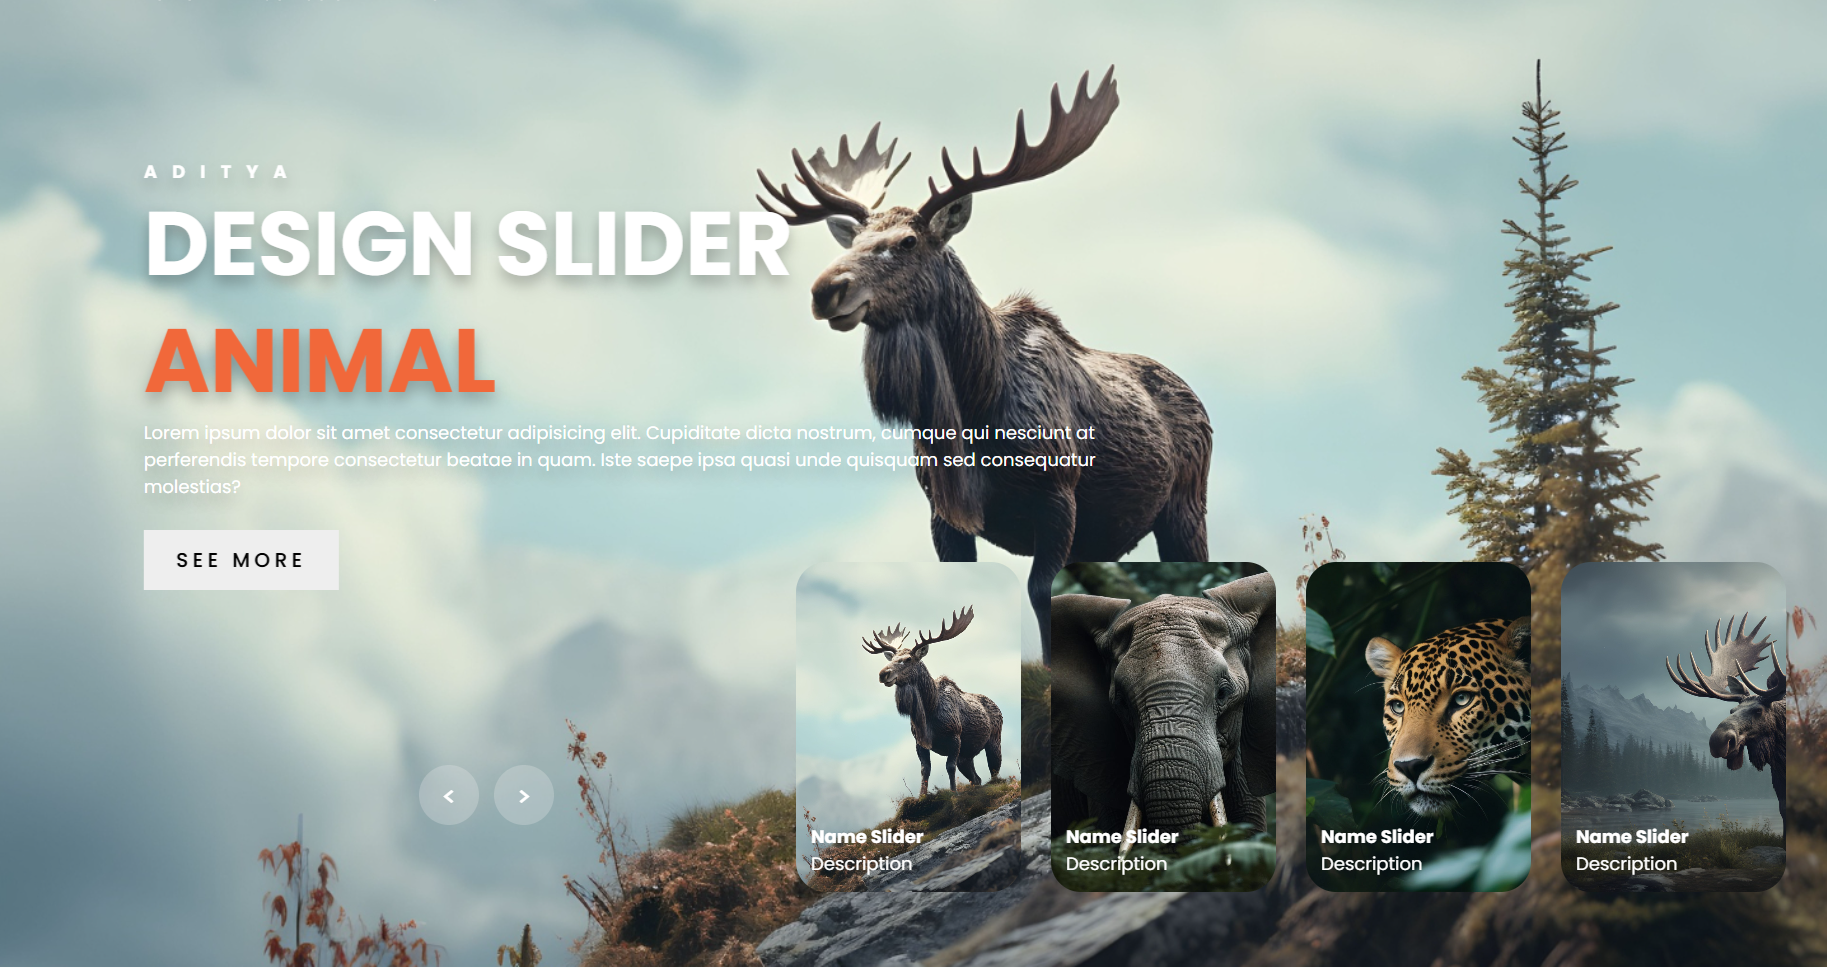 ADITYA
DESIGN SLIDER
ANIMAL
Lorem ipsum dolor sit amet consectetur adipisicing elit. Cupiditate dicta nostrum, cumque qui nesciunt at
perferendis tempore consectetur beatae in quam. Iste saepe ipsa quasi unde quisquam sed consequatur
molestias?
SEE MORE
< >
Name Slider
Description
Name Slider
Description
Name Slider
Description
Name Slider
Description